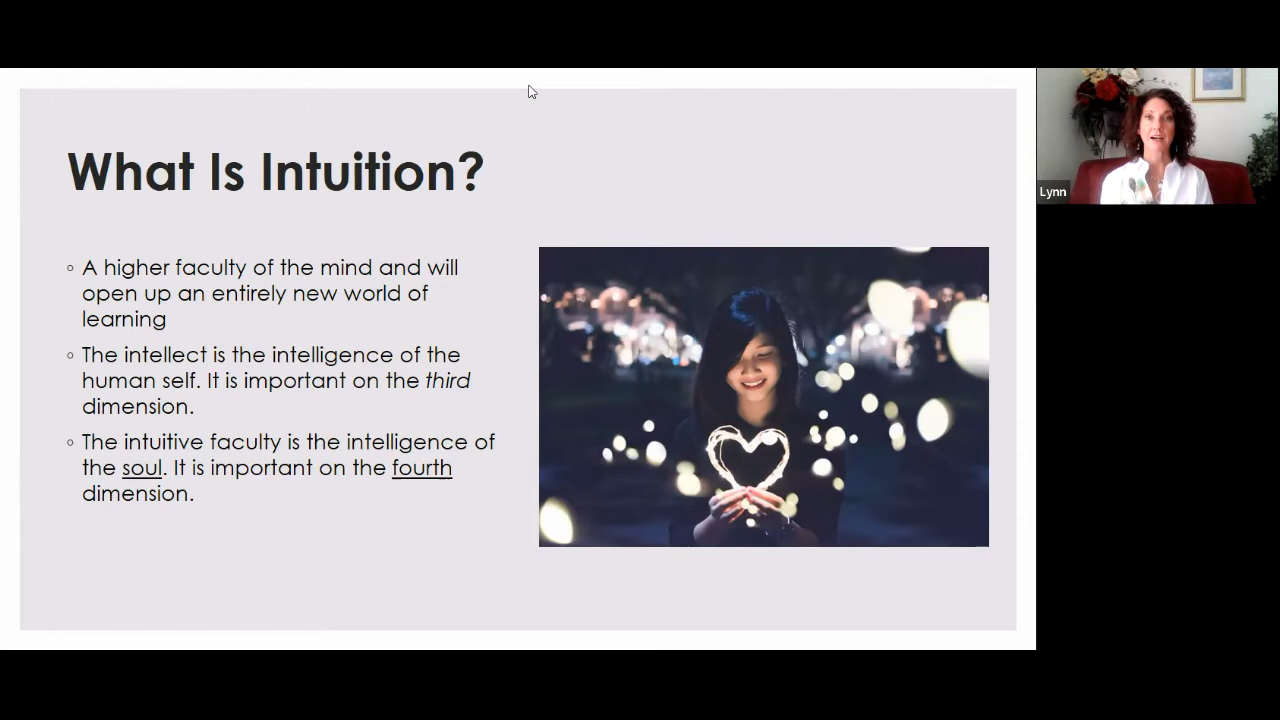 What Is Intuition?
◦ A higher faculty of the mind and will
open up an entirely new world of
learning
◦ The intellect is the intelligence of the
human self. It is important on the third
dimension.
◦ The intuitive faculty is the intelligence of
the soul. It is important on the fourth
dimension.
Lynn